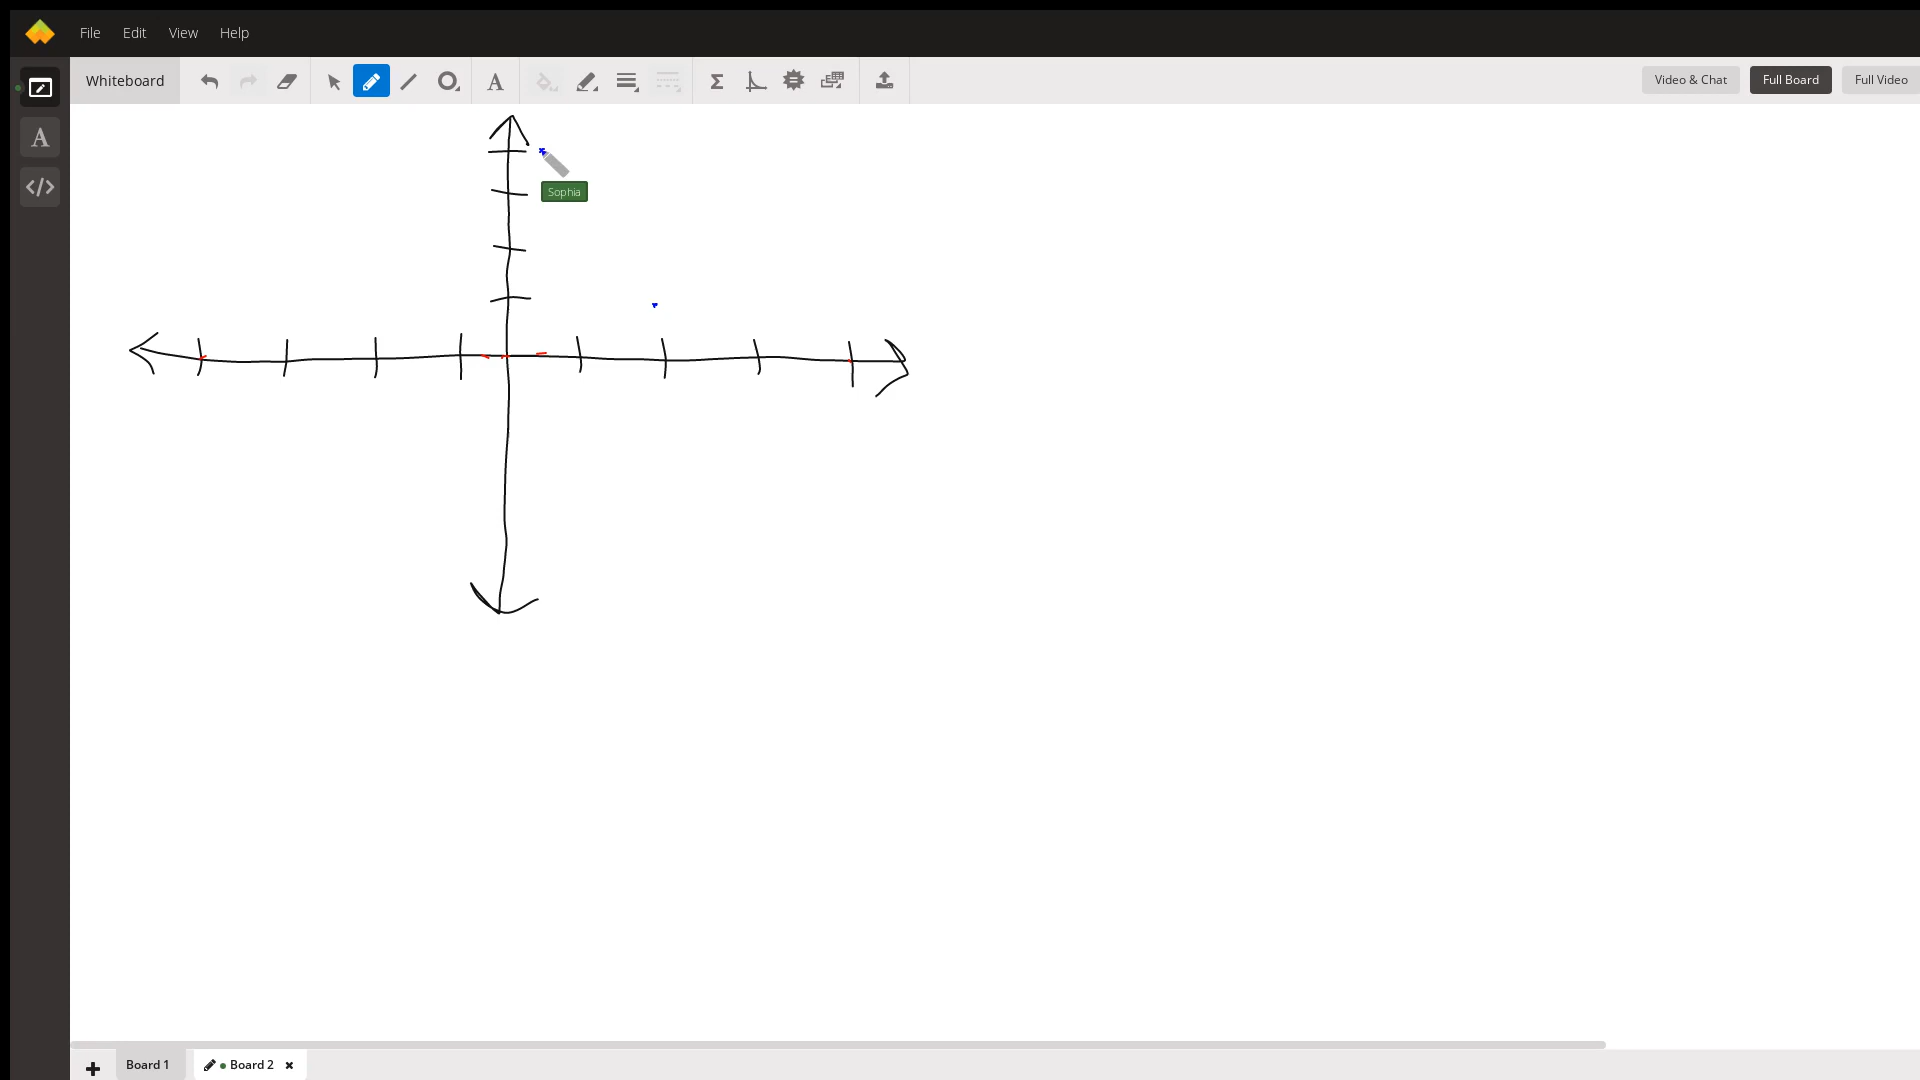 File Edit View Help
Whiteboard A Σ Video & Chat Full Board Full Video
A
</>
Sophia
Board 1 Board 2